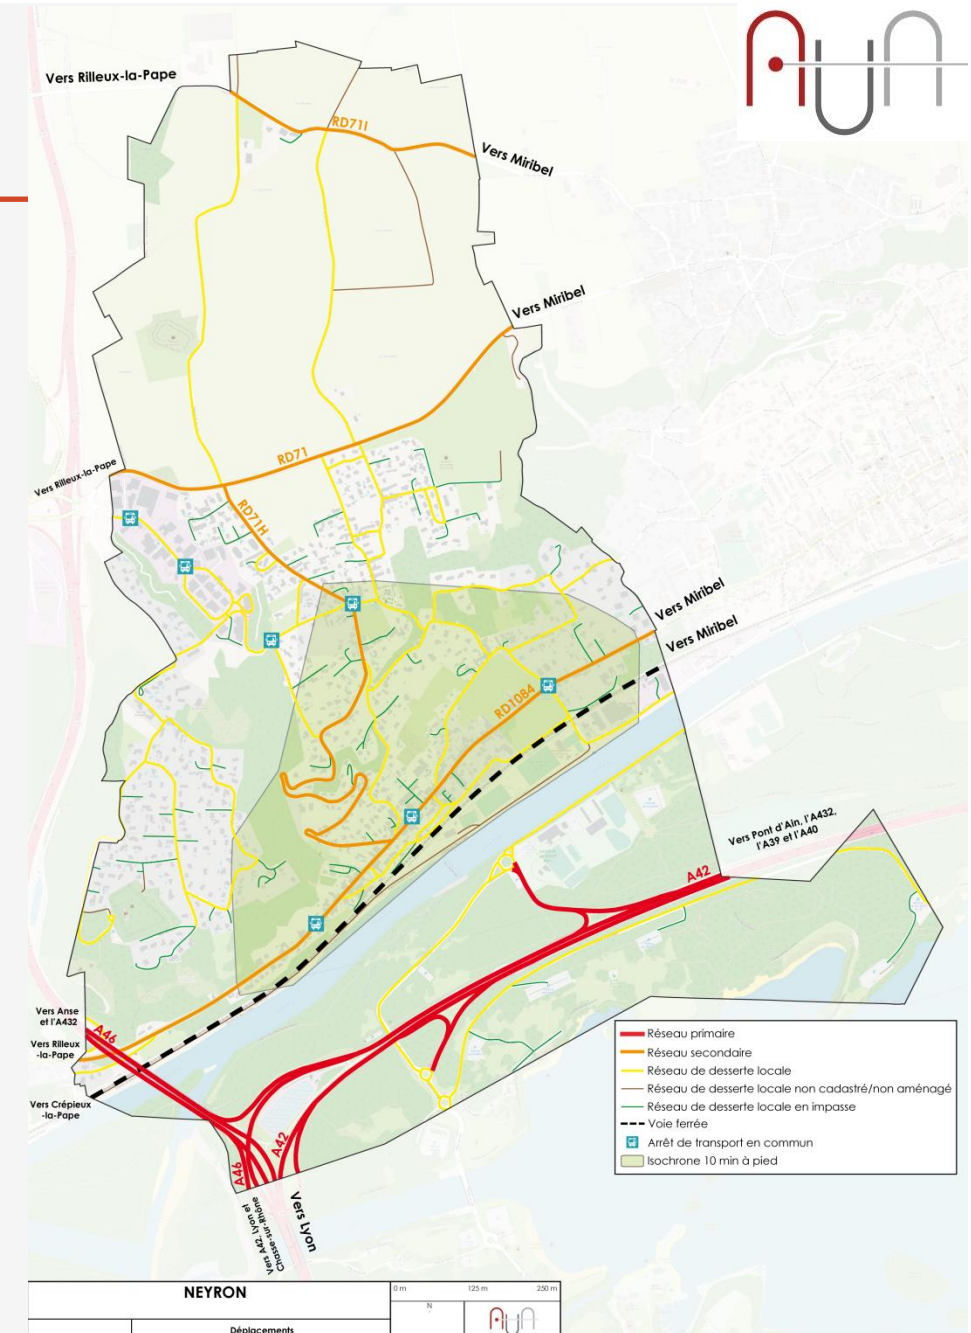 AUA
Vers Rilleux-la-Pape
RD71I
Vers Miribel
Vers Miribel
RD71
Vers Rilleux-la-Pape
RD71H
Vers Miribel
Vers Miribel
RD1084
Vers Pont d'Ain, l'A432,
l'A39 et l'A40
A42
Vers Anse
et l'A432
A46
Vers Rilleux
-la-Pape
Vers Crépieux
-la-Pape
A46
A42
Vers A42, Lyon et
Chasse-sur-Rhône
Vers Lyon
Réseau primaire
Réseau secondaire
Réseau de desserte locale
Réseau de desserte locale non cadastré/non aménagé
Réseau de desserte locale en impasse
Voie ferrée
Arrêt de transport en commun
Isochrone 10 min à pied
NEYRON
0 m 125 m 250 m
N
AUA
Déplacements